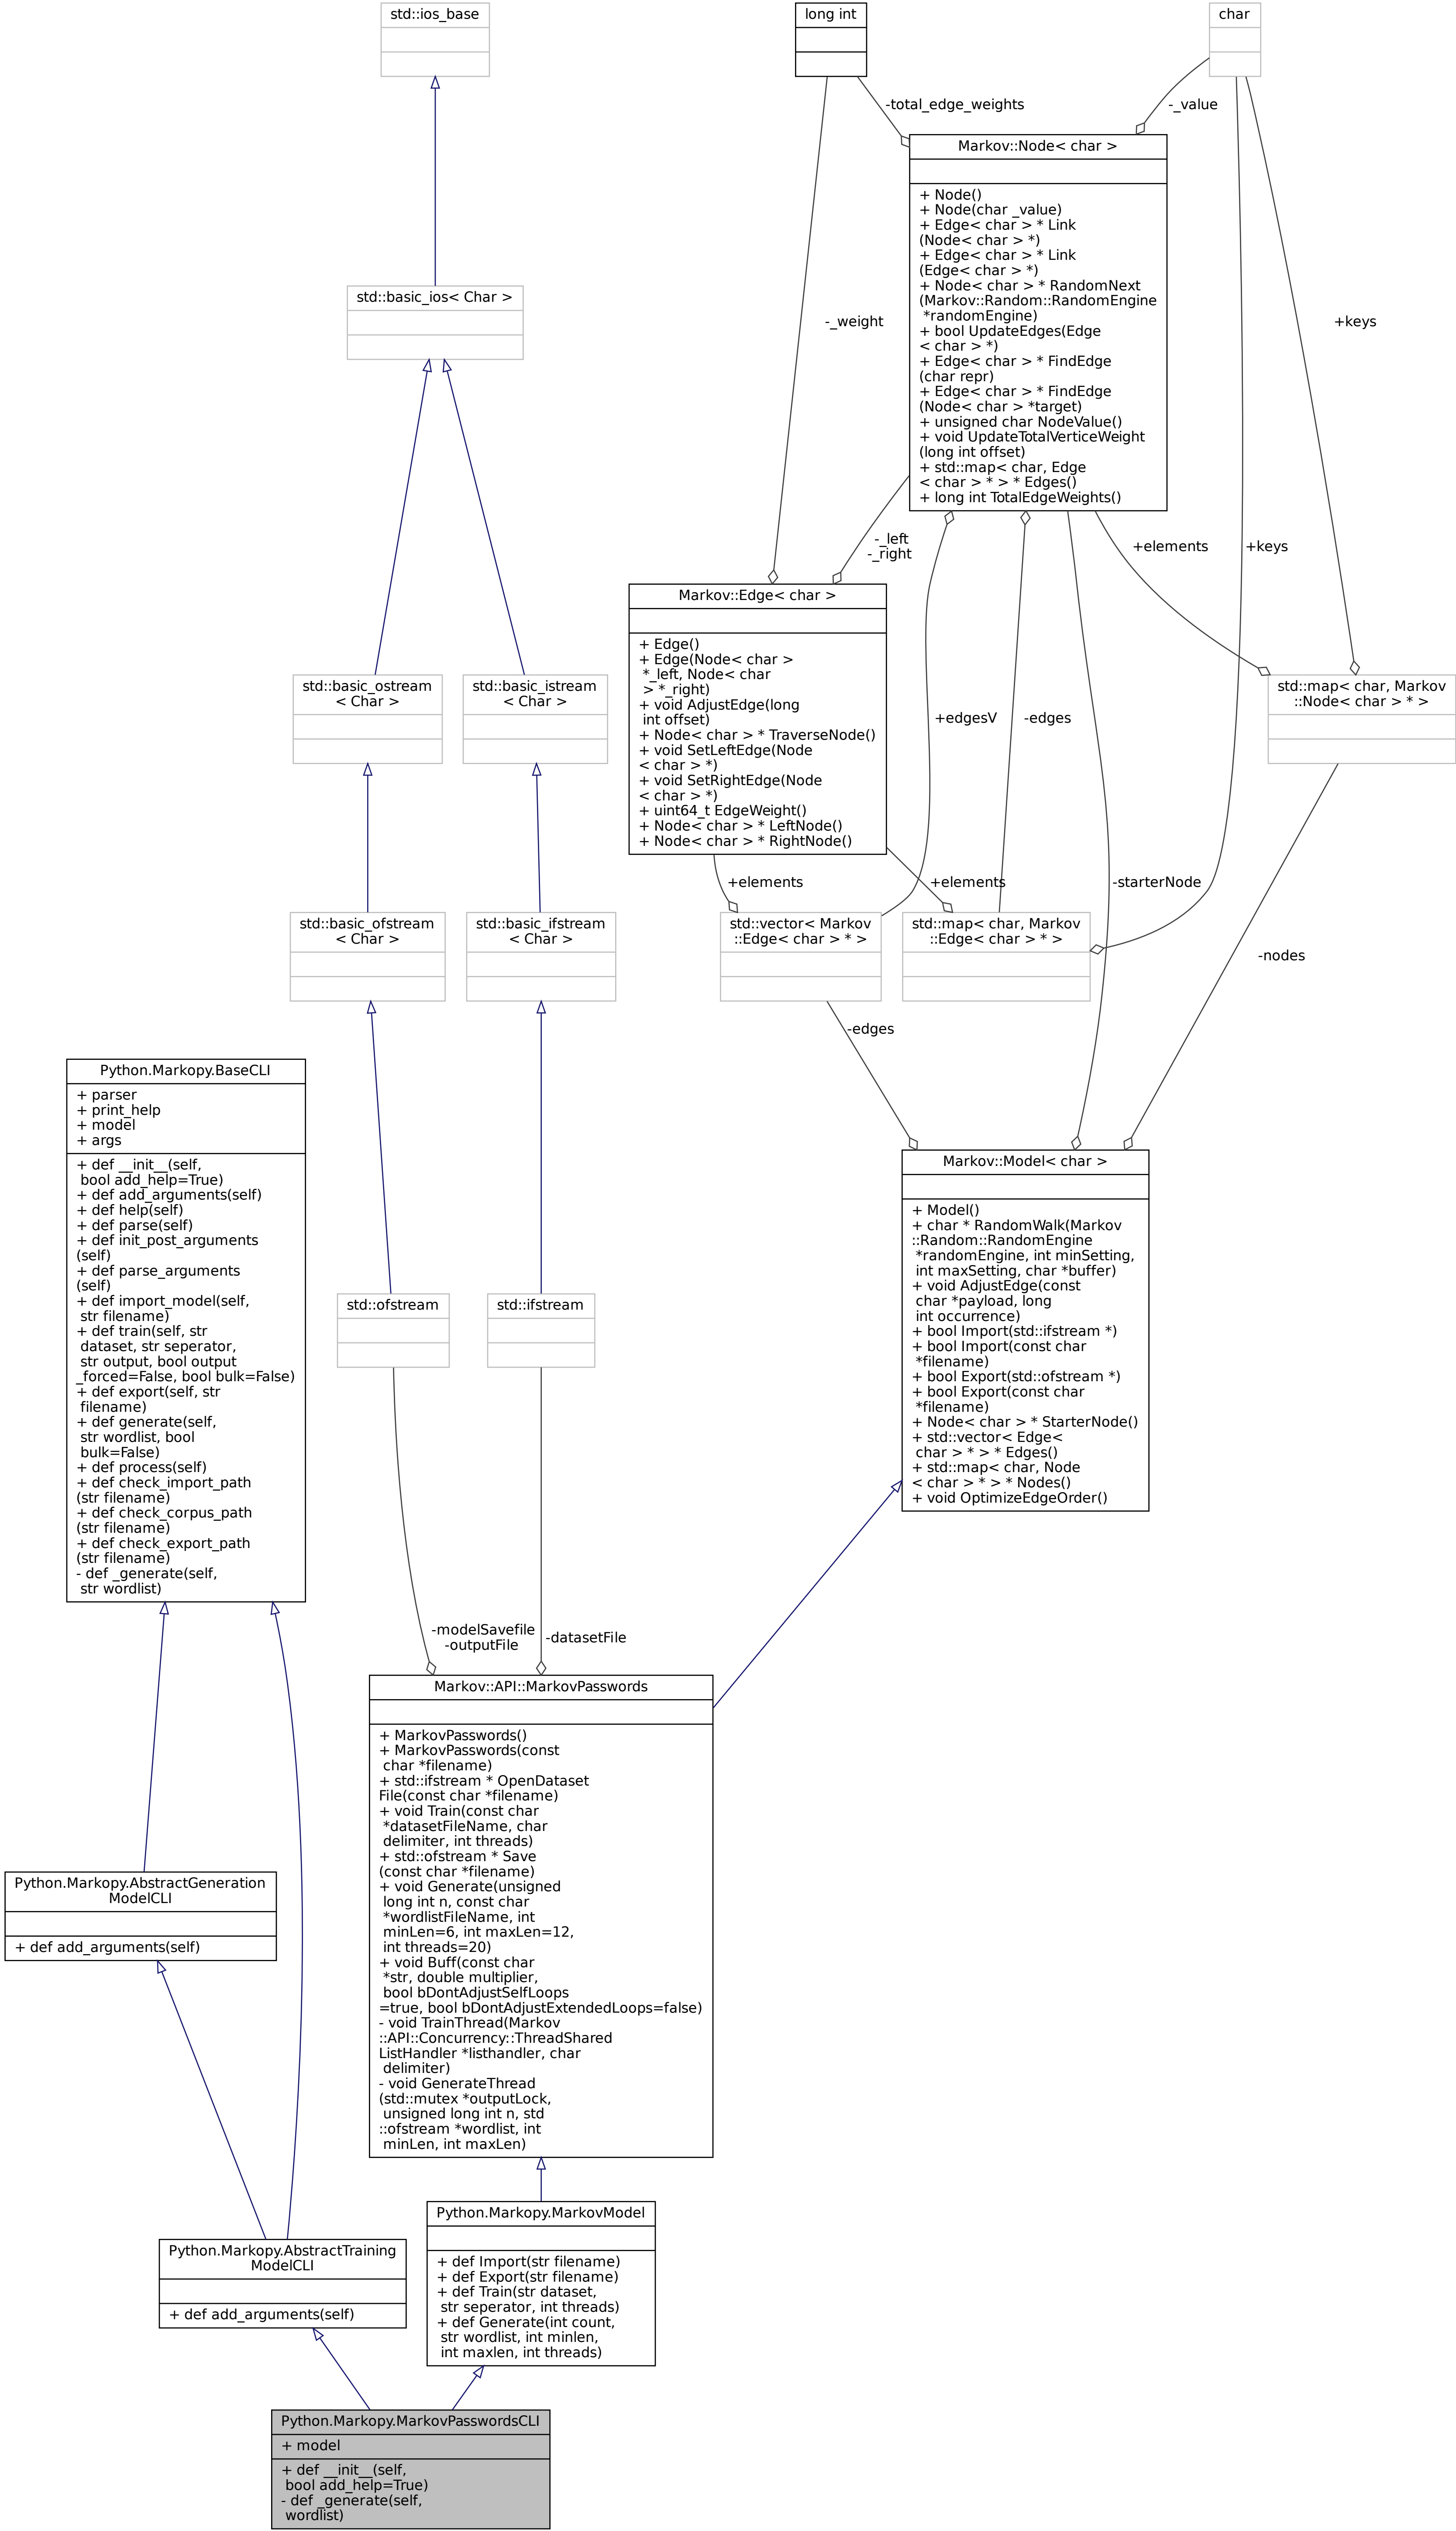 std::ios_base
long int
char
-total_edge_weights
-_value
Markov::Node< char >
+ Node()
+ Node(char _value)
+ Edge< char > * Link
(Node< char > *)
+ Edge< char > * Link
(Edge< char > *)
+ Node< char > * RandomNext
(Markov::Random::RandomEngine
 *randomEngine)
+ bool UpdateEdges(Edge
< char > *)
+ Edge< char > * FindEdge
(char repr)
+ Edge< char > * FindEdge
(Node< char > *target)
+ unsigned char NodeValue()
+ void UpdateTotalVerticeWeight
(long int offset)
+ std::map< char, Edge
< char > * > * Edges()
+ long int TotalEdgeWeights()
std::basic_ios< Char >
-_weight
+keys
-_left
-_right
+elements
+keys
Markov::Edge< char >
+ Edge()
+ Edge(Node< char >
 *_left, Node< char
 > *_right)
+ void AdjustEdge(long
 int offset)
+ Node< char > * TraverseNode()
+ void SetLeftEdge(Node
< char > *)
+ void SetRightEdge(Node
< char > *)
+ uint64_t EdgeWeight()
+ Node< char > * LeftNode()
+ Node< char > * RightNode()
std::basic_ostream
< Char >
std::basic_istream
< Char >
std::map< char, Markov
::Node< char > * >
+edgesV
-edges
+elements
+elements
-starterNode
std::basic_ofstream
< Char >
std::basic_ifstream
< Char >
std::vector< Markov
::Edge< char > * >
std::map< char, Markov
::Edge< char > * >
-nodes
-edges
Python.Markopy.BaseCLI
+ parser
+ print_help
+ model
+ args
+ def __init__(self,
 bool add_help=True)
+ def add_arguments(self)
+ def help(self)
+ def parse(self)
+ def init_post_arguments
(self)
+ def parse_arguments
(self)
+ def import_model(self,
 str filename)
+ def train(self, str
 dataset, str seperator,
 str output, bool output
_forced=False, bool bulk=False)
+ def export(self, str
 filename)
+ def generate(self,
 str wordlist, bool
 bulk=False)
+ def process(self)
+ def check_import_path
(str filename)
+ def check_corpus_path
(str filename)
+ def check_export_path
(str filename)
- def _generate(self,
 str wordlist)
Markov::Model< char >
+ Model()
+ char * RandomWalk(Markov
::Random::RandomEngine
 *randomEngine, int minSetting,
 int maxSetting, char *buffer)
+ void AdjustEdge(const
 char *payload, long
 int occurrence)
+ bool Import(std::ifstream *)
+ bool Import(const char
 *filename)
+ bool Export(std::ofstream *)
+ bool Export(const char
 *filename)
+ Node< char > * StarterNode()
+ std::vector< Edge<
 char > * > * Edges()
+ std::map< char, Node
< char > * > * Nodes()
+ void OptimizeEdgeOrder()
std::ofstream
std::ifstream
-modelSavefile
-outputFile
-datasetFile
Markov::API::MarkovPasswords
+ MarkovPasswords()
+ MarkovPasswords(const
 char *filename)
+ std::ifstream * OpenDataset
File(const char *filename)
+ void Train(const char
 *datasetFileName, char
 delimiter, int threads)
+ std::ofstream * Save
(const char *filename)
+ void Generate(unsigned
 long int n, const char
 *wordlistFileName, int
 minLen=6, int maxLen=12,
 int threads=20)
+ void Buff(const char
 *str, double multiplier,
 bool bDontAdjustSelfLoops
=true, bool bDontAdjustExtendedLoops=false)
- void TrainThread(Markov
::API::Concurrency::ThreadShared
ListHandler *listhandler, char
 delimiter)
- void GenerateThread
(std::mutex *outputLock,
 unsigned long int n, std
::ofstream *wordlist, int
 minLen, int maxLen)
Python.Markopy.AbstractGeneration
ModelCLI
+ def add_arguments(self)
Python.Markopy.MarkovModel
+ def Import(str filename)
+ def Export(str filename)
+ def Train(str dataset,
 str seperator, int threads)
+ def Generate(int count,
 str wordlist, int minlen,
 int maxlen, int threads)
Python.Markopy.AbstractTraining
ModelCLI
+ def add_arguments(self)
Python.Markopy.MarkovPasswordsCLI
+ model
+ def __init__(self,
 bool add_help=True)
- def _generate(self,
 wordlist)